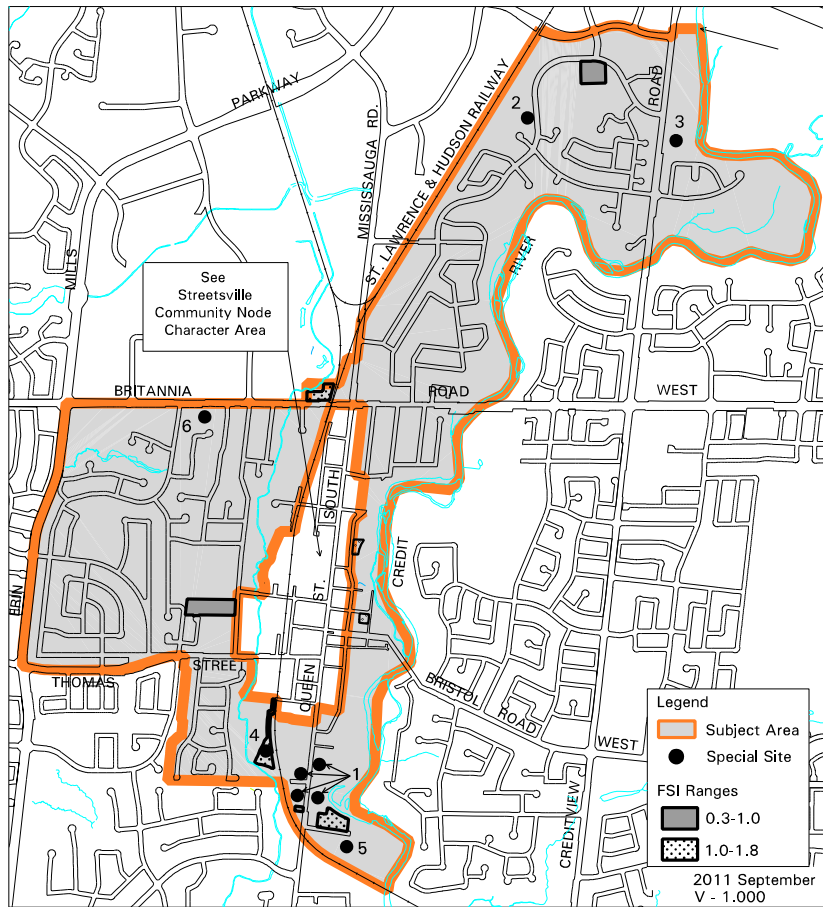 PARKWAY
MISSISSAUGA RD.
ST. LAWRENCE & HUDSON RAILWAY
ROAD
2
3
MILLS
RIVER
See
Streetsville
Community Node
Character Area
BRITANNIA
ROAD
WEST
6
SOUTH
CREDIT
ST.
ERIN
THOMAS
STREET
QUEEN
BRISTOL
ROAD
WEST
4
1
5
CREDITVIEW
Legend
Subject Area
Special Site
FSI Ranges
0.3-1.0
1.0-1.8
2011 September
V - 1.000